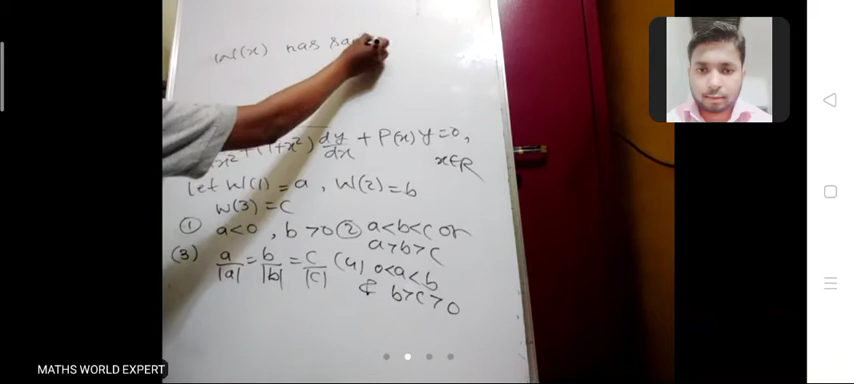 W(x) has
dx² + (1+x²) dy/dx + P(x) y = 0,
x∈R
let W(1) = a, W(2) = b
W(3) = c
① a<0, b>0 ② a<b<c or
a>b>c
(3) a/|a| = b/|b| = c/|c| (4) 0<a<b
& b>c>0
MATHS WORLD EXPERT